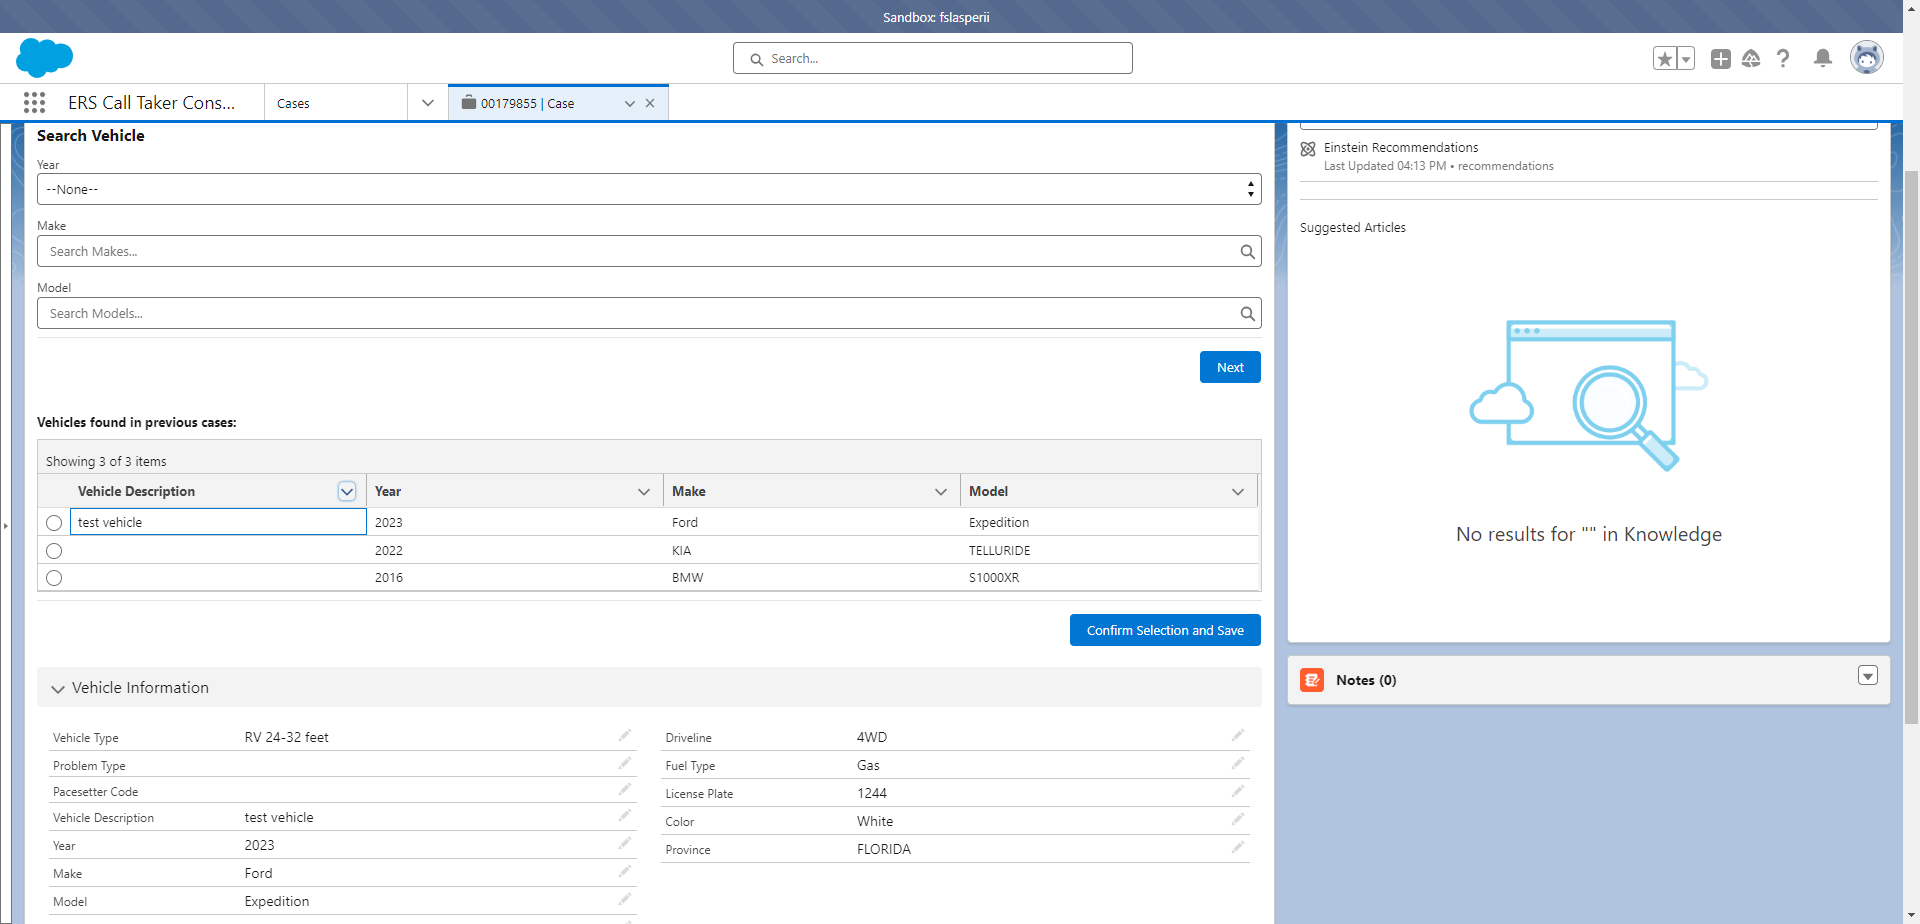 Sandbox: fslasperii
Search...
ERS Call Taker Cons...
Cases
00179855 | Case
Search Vehicle
Year
--None--
Make
Search Makes...
Model
Search Models...
Next
Vehicles found in previous cases:
Showing 3 of 3 items
Vehicle Description Year Make Model
test vehicle 2023 Ford Expedition
2022 KIA TELLURIDE
2016 BMW S1000XR
Confirm Selection and Save
Vehicle Information
Vehicle Type RV 24-32 feet
Problem Type
Pacesetter Code
Vehicle Description test vehicle
Year 2023
Make Ford
Model Expedition
Driveline 4WD
Fuel Type Gas
License Plate 1244
Color White
Province FLORIDA
Einstein Recommendations
Last Updated 04:13 PM • recommendations
Suggested Articles
No results for "" in Knowledge
Notes (0)